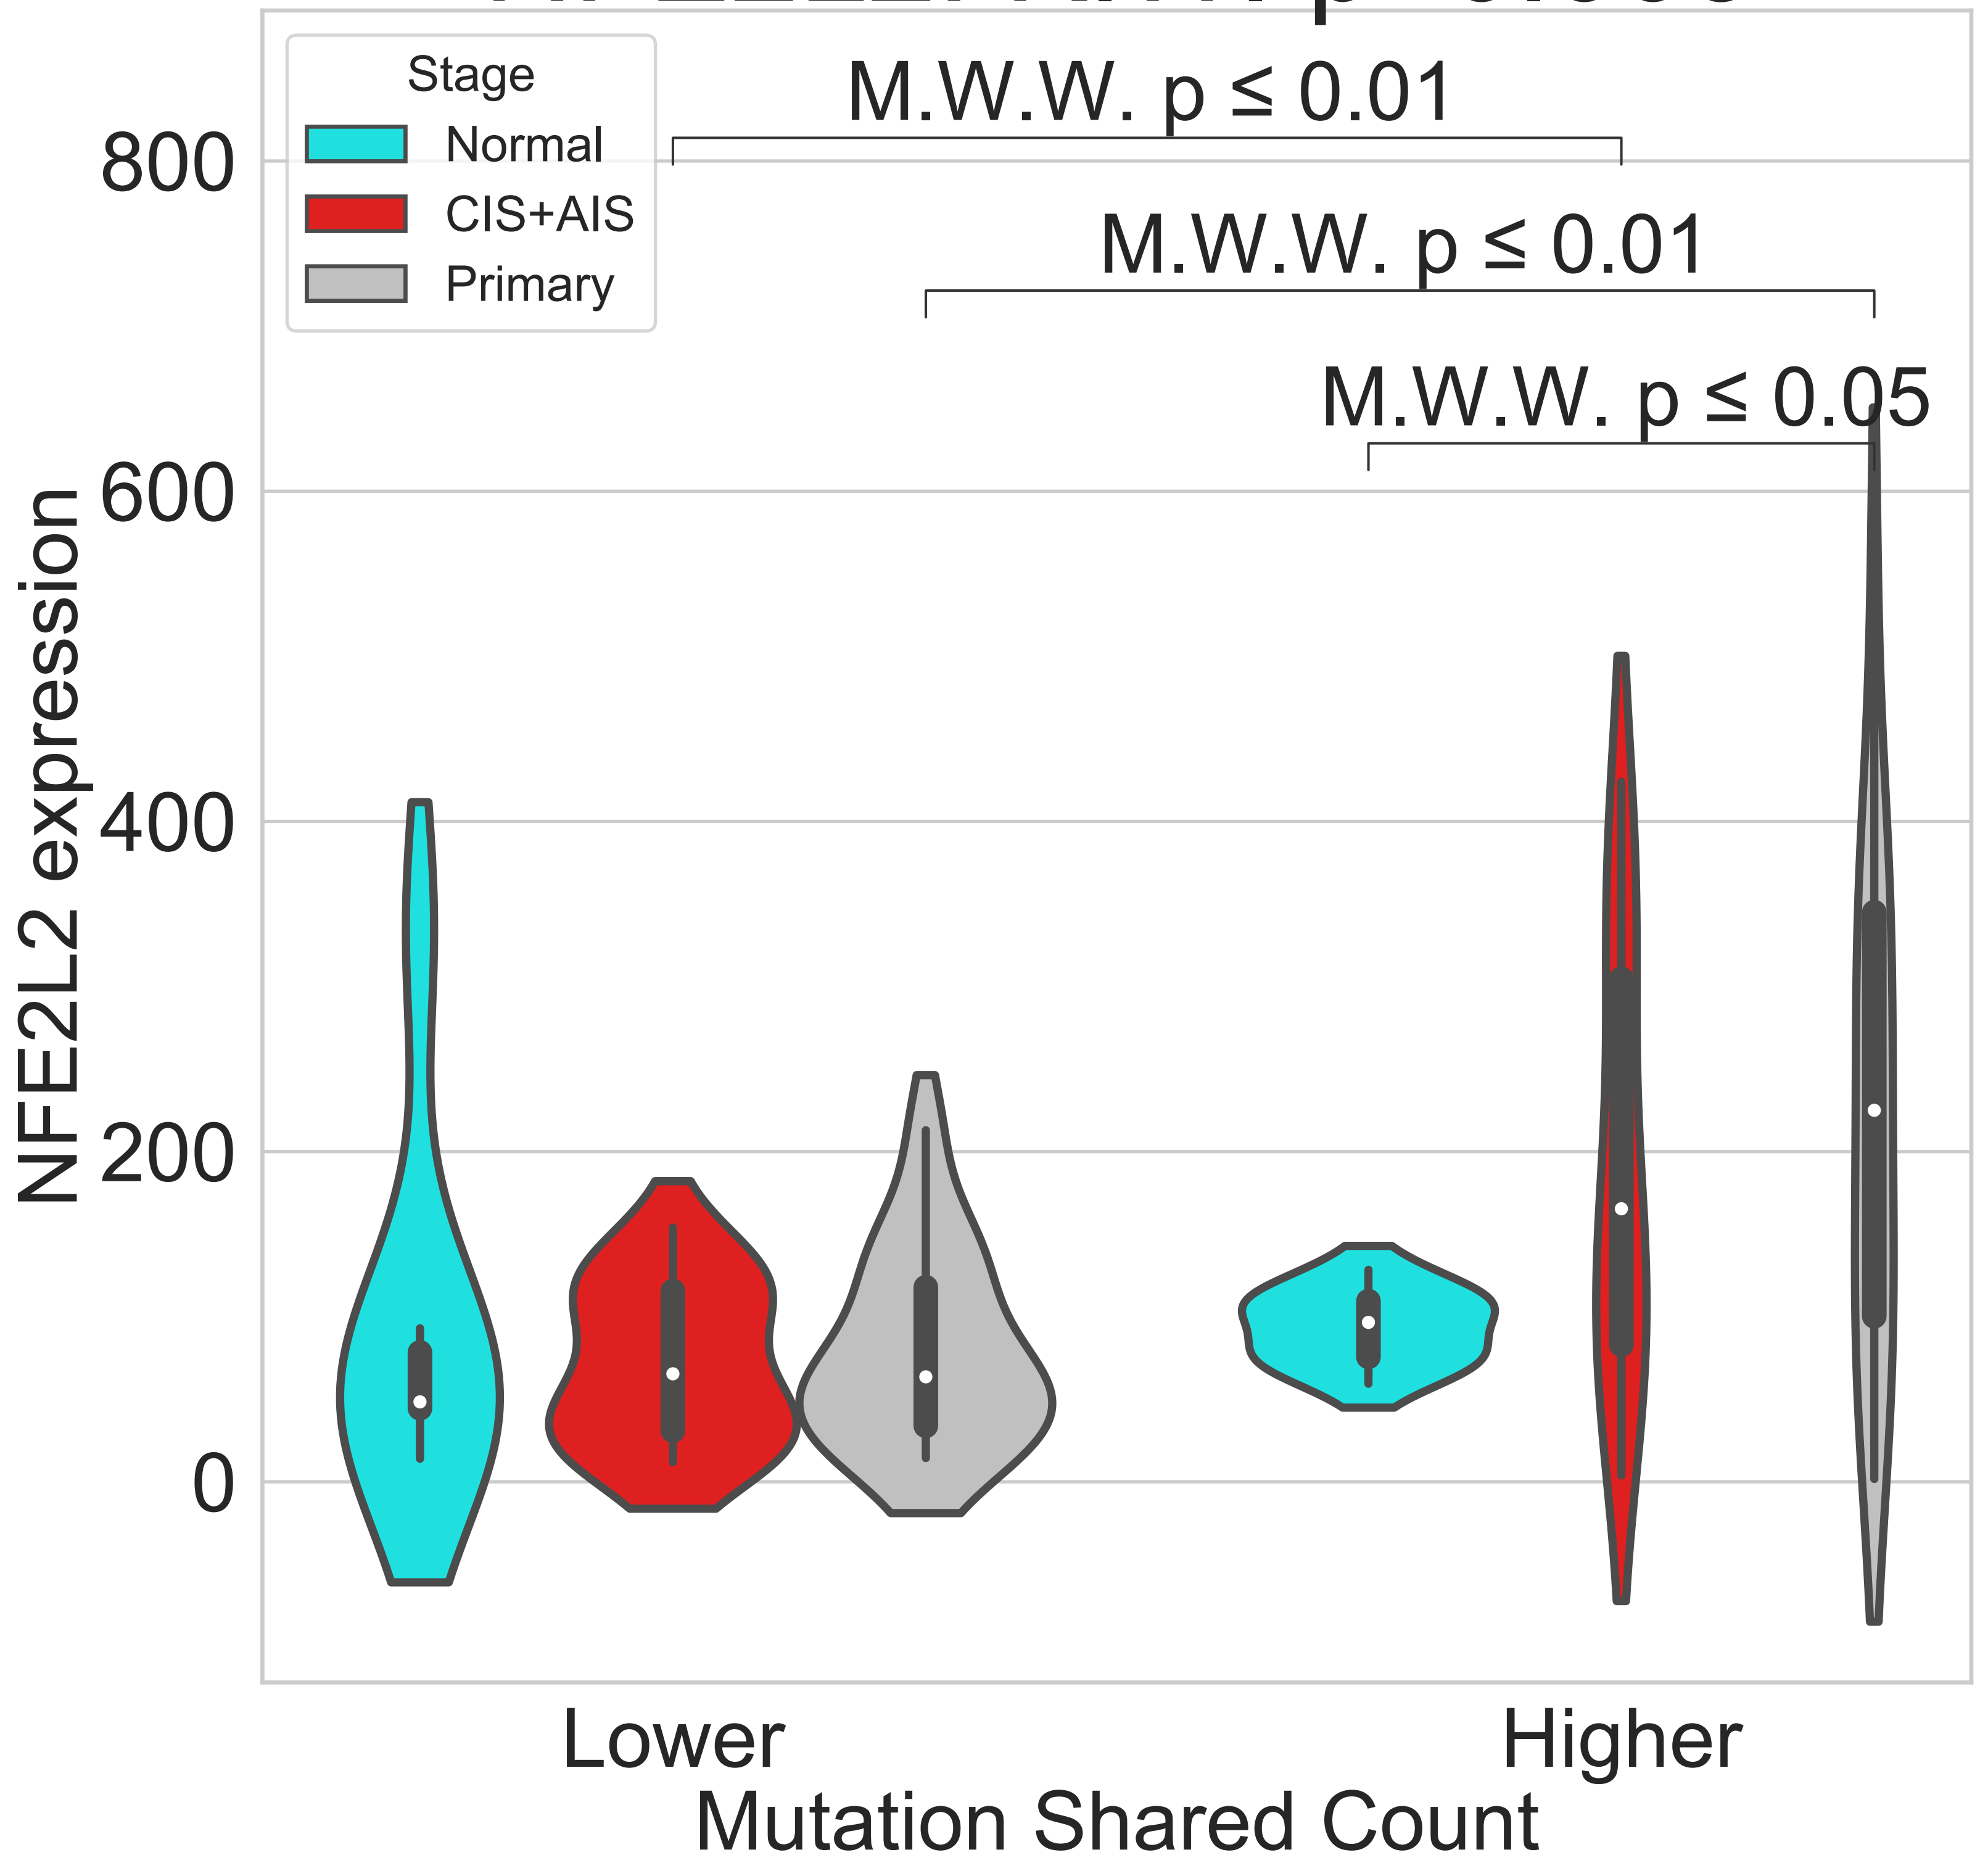 Stage
Normal
CIS+AIS
Primary
M.W.W. p ≤ 0.01
M.W.W. p ≤ 0.01
M.W.W. p ≤ 0.05
800
600
400
200
0
NFE2L2 expression
Lower
Higher
Mutation Shared Count